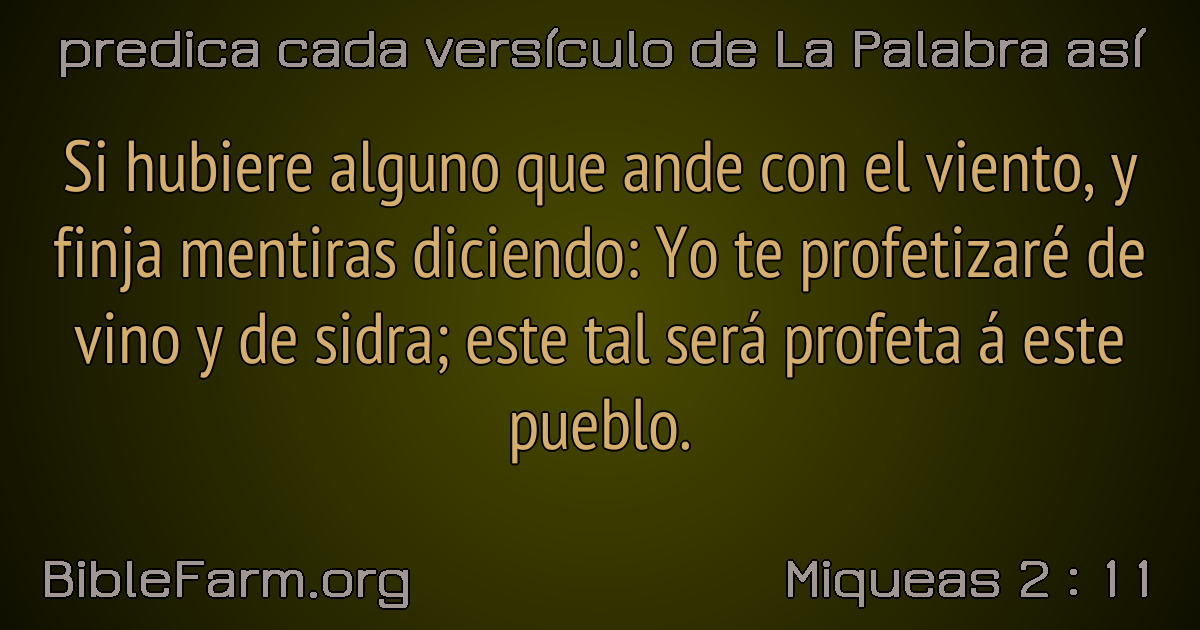 predica cada versículo de La Palabra así
Si hubiere alguno que ande con el viento, y
finja mentiras diciendo: Yo te profetizaré de
vino y de sidra; este tal será profeta á este
pueblo.
BibleFarm.org
Miqueas 2 : 11